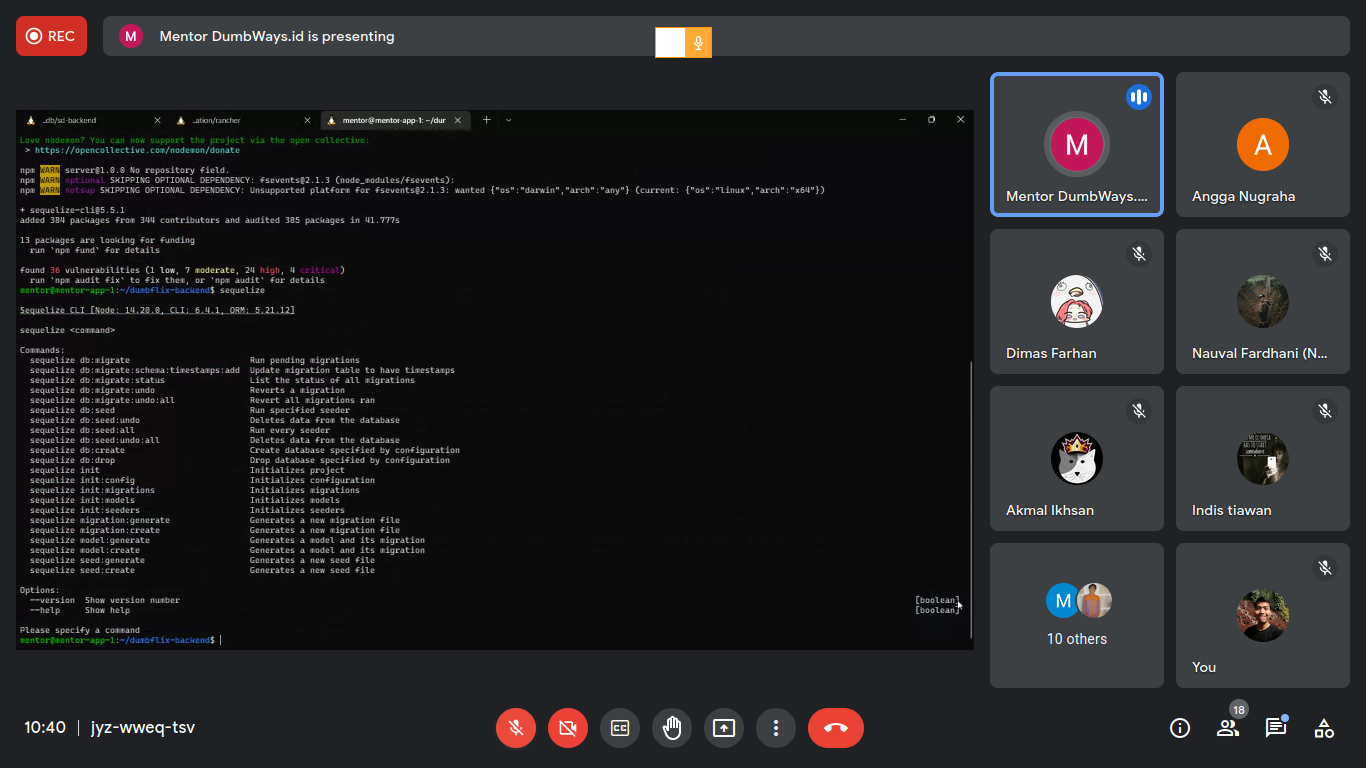 REC
M
Mentor DumbWays.id is presenting
_db/sd-backend
_ation/rancher
mentor@mentor-app-1: ~/dur
Love nodemon? You can now support the project via the open collective:
> https://opencollective.com/nodemon/donate
npm WARN server@1.0.0 No repository field.
npm WARN optional SKIPPING OPTIONAL DEPENDENCY: fsevents@2.1.3 (node_modules/fsevents):
npm WARN notsup SKIPPING OPTIONAL DEPENDENCY: Unsupported platform for fsevents@2.1.3: wanted {"os":"darwin","arch":"any"} (current: {"os":"linux","arch":"x64"})
+ sequelize-cli@5.5.1
added 384 packages from 344 contributors and audited 385 packages in 41.777s
13 packages are looking for funding
run `npm fund` for details
found 36 vulnerabilities (1 low, 7 moderate, 24 high, 4 critical)
run `npm audit fix` to fix them, or `npm audit` for details
mentor@mentor-app-1:~/dumbflix-backend$ sequelize
Sequelize CLI [Node: 14.20.0, CLI: 6.4.1, ORM: 5.21.12]
sequelize <command>
Commands:
sequelize db:migrate Run pending migrations
sequelize db:migrate:schema:timestamps:add Update migration table to have timestamps
sequelize db:migrate:status List the status of all migrations
sequelize db:migrate:undo Reverts a migration
sequelize db:migrate:undo:all Revert all migrations ran
sequelize db:seed Run specified seeder
sequelize db:seed:undo Deletes data from the database
sequelize db:seed:all Run every seeder
sequelize db:seed:undo:all Deletes data from the database
sequelize db:create Create database specified by configuration
sequelize db:drop Drop database specified by configuration
sequelize init Initializes project
sequelize init:config Initializes configuration
sequelize init:migrations Initializes migrations
sequelize init:models Initializes models
sequelize init:seeders Initializes seeders
sequelize migration:generate Generates a new migration file
sequelize migration:create Generates a new migration file
sequelize model:generate Generates a model and its migration
sequelize model:create Generates a model and its migration
sequelize seed:generate Generates a new seed file
sequelize seed:create Generates a new seed file
Options:
--version Show version number [boolean]
--help Show help [boolean]
Please specify a command
mentor@mentor-app-1:~/dumbflix-backend$
M
Mentor DumbWays....
A
Angga Nugraha
Dimas Farhan
Nauval Fardhani (N...
Akmal Ikhsan
Indis tiawan
M
10 others
You
10:40 | jyz-wweq-tsv
18